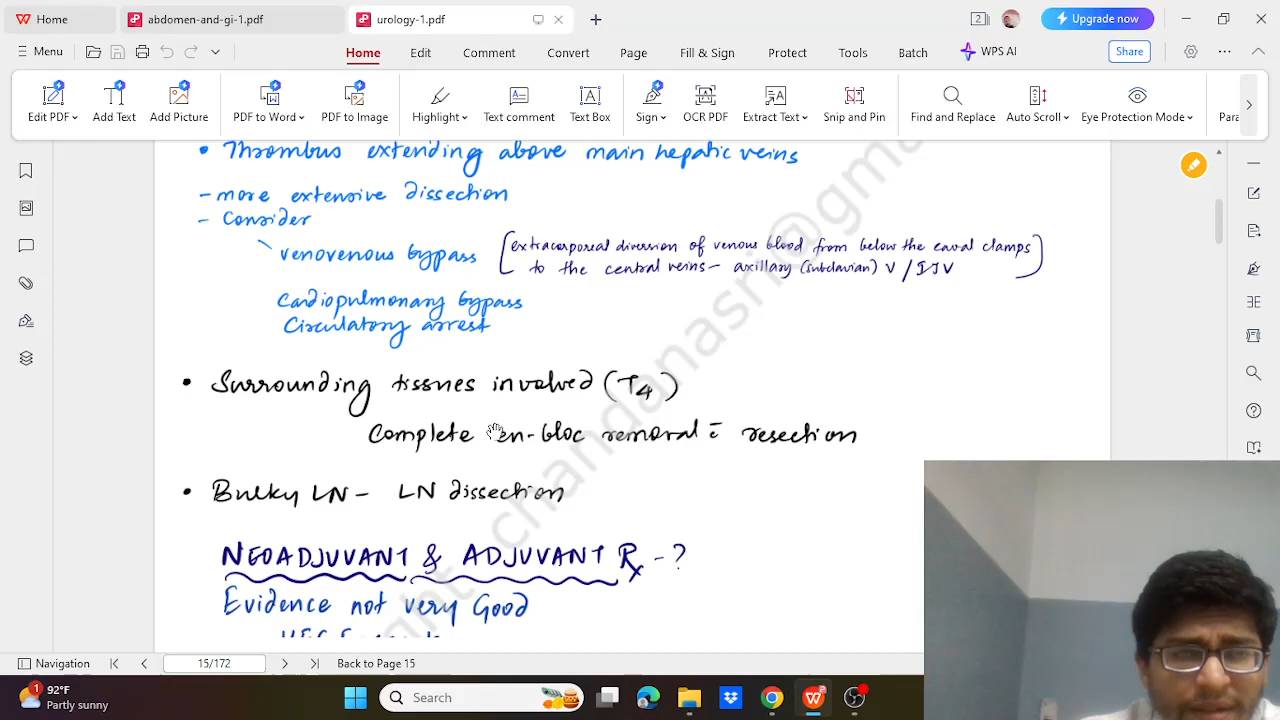 Home
abdomen-and-gi-1.pdf
urology-1.pdf
Upgrade now
Menu
Home Edit Comment Convert Page Fill & Sign Protect Tools Batch WPS AI
Share
Edit PDF Add Text Add Picture PDF to Word PDF to Image Highlight Text comment Text Box Sign OCR PDF Extract Text Snip and Pin Find and Replace Auto Scroll Eye Protection Mode Para
• Thrombus extending above main hepatic veins
- more extensive dissection
- Consider
venovenous bypass [extracorporeal diversion of venous blood from below the caval clamps
to the central veins - axillary (subclavian) V / IJV]
Cardiopulmonary bypass
Circulatory arrest
• Surrounding tissues involved (T4)
Complete en-bloc removal c̄ resection
• Bulky LN - LN dissection
NEOADJUVANT & ADJUVANT Rx - ?
Evidence not very Good
chandanasri@gma
Navigation
15/172
Back to Page 15
1
92°F
Partly sunny
Search